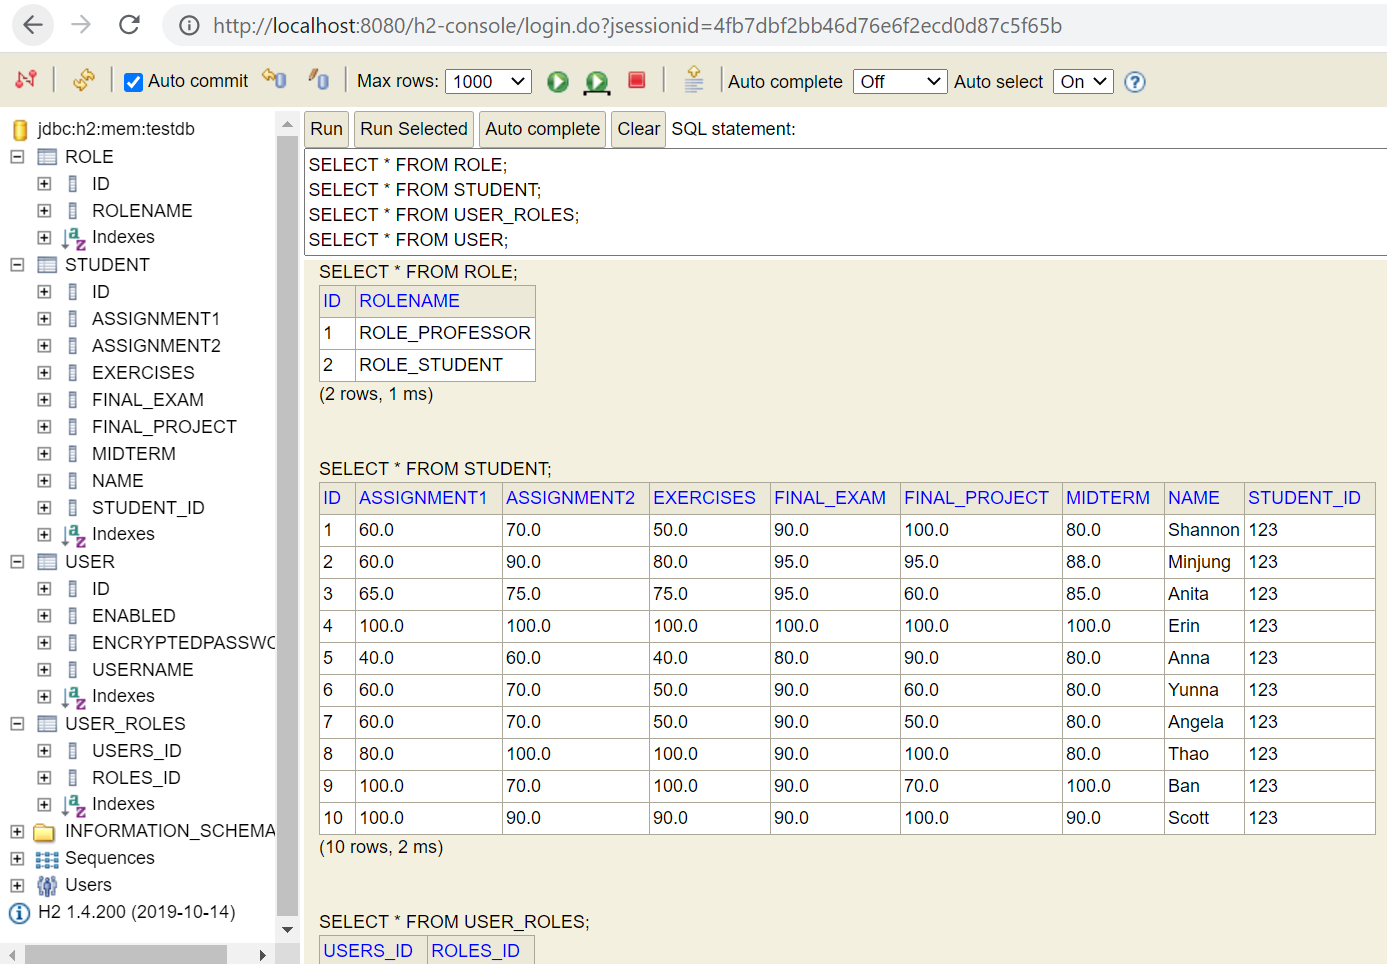 http://localhost:8080/h2-console/login.do?jsessionid=4fb7dbf2bb46d76e6f2ecd0d87c5f65b
Auto commit Max rows: 1000 Auto complete Off Auto select On ?
jdbc:h2:mem:testdb
ROLE
ID
ROLENAME
Indexes
STUDENT
ID
ASSIGNMENT1
ASSIGNMENT2
EXERCISES
FINAL_EXAM
FINAL_PROJECT
MIDTERM
NAME
STUDENT_ID
Indexes
USER
ID
ENABLED
ENCRYPTEDPASSWO
USERNAME
Indexes
USER_ROLES
USERS_ID
ROLES_ID
Indexes
INFORMATION_SCHEMA
Sequences
Users
H2 1.4.200 (2019-10-14)
Run Run Selected Auto complete Clear SQL statement:
SELECT * FROM ROLE;
SELECT * FROM STUDENT;
SELECT * FROM USER_ROLES;
SELECT * FROM USER;
SELECT * FROM ROLE;
ID ROLENAME
1 ROLE_PROFESSOR
2 ROLE_STUDENT
(2 rows, 1 ms)
SELECT * FROM STUDENT;
ID ASSIGNMENT1 ASSIGNMENT2 EXERCISES FINAL_EXAM FINAL_PROJECT MIDTERM NAME STUDENT_ID
1 60.0 70.0 50.0 90.0 100.0 80.0 Shannon 123
2 60.0 90.0 80.0 95.0 95.0 88.0 Minjung 123
3 65.0 75.0 75.0 95.0 60.0 85.0 Anita 123
4 100.0 100.0 100.0 100.0 100.0 100.0 Erin 123
5 40.0 60.0 40.0 80.0 90.0 80.0 Anna 123
6 60.0 70.0 50.0 90.0 60.0 80.0 Yunna 123
7 60.0 70.0 50.0 90.0 50.0 80.0 Angela 123
8 80.0 100.0 100.0 90.0 100.0 80.0 Thao 123
9 100.0 70.0 100.0 90.0 70.0 100.0 Ban 123
10 100.0 90.0 90.0 90.0 100.0 90.0 Scott 123
(10 rows, 2 ms)
SELECT * FROM USER_ROLES;
USERS_ID ROLES_ID